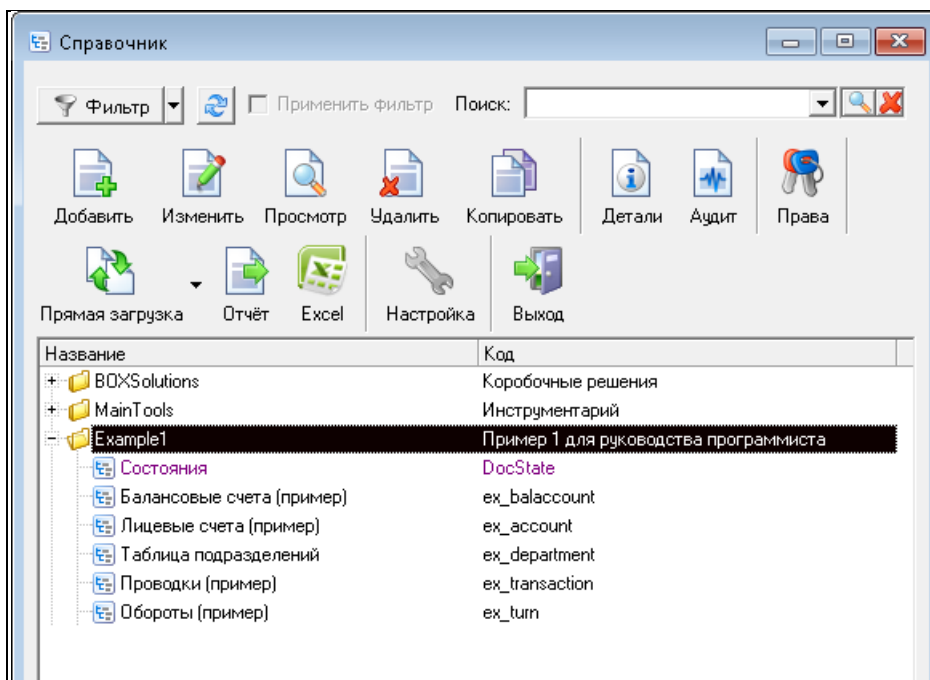 Справочник
Фильтр Применить фильтр Поиск:
Добавить Изменить Просмотр Удалить Копировать Детали Аудит Права
Прямая загрузка Отчёт Excel Настройка Выход
Название Код
BOXSolutions Коробочные решения
MainTools Инструментарий
Example1 Пример 1 для руководства программиста
Состояния DocState
Балансовые счета (пример) ex_balaccount
Лицевые счета (пример) ex_account
Таблица подразделений ex_department
Проводки (пример) ex_transaction
Обороты (пример) ex_turn